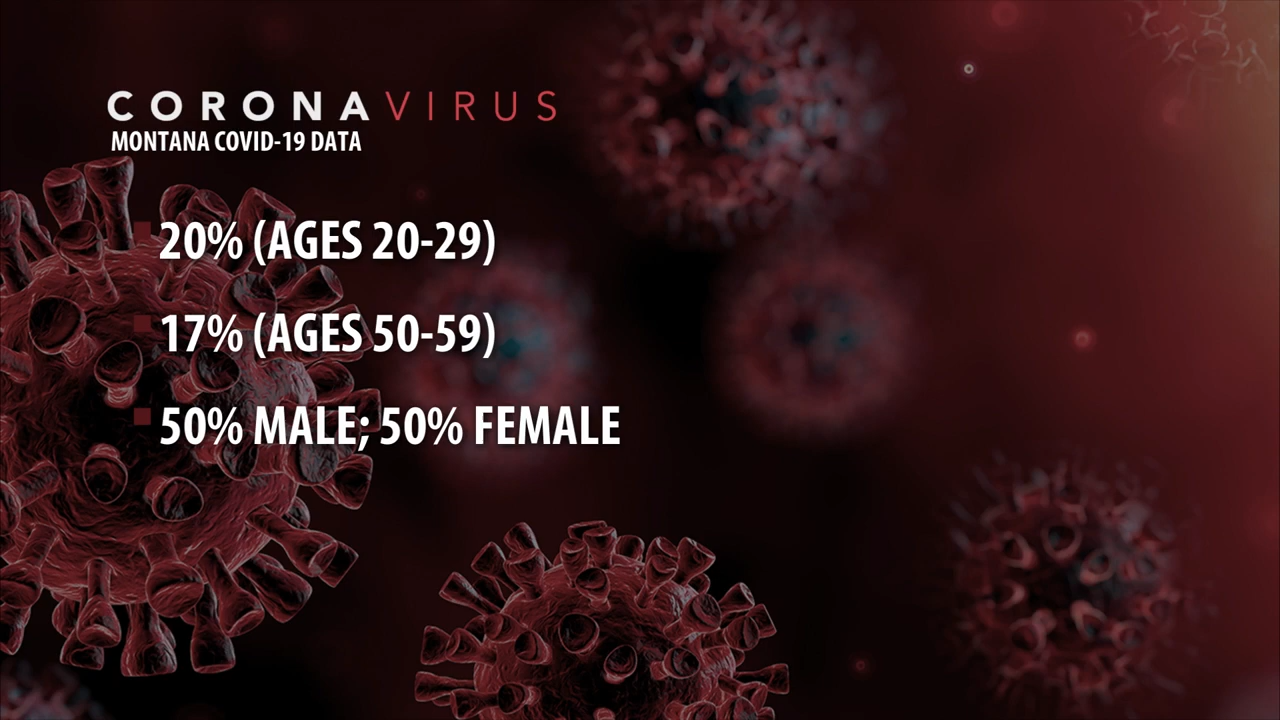 CORONAVIRUS
MONTANA COVID-19 DATA
20% (AGES 20-29)
17% (AGES 50-59)
50% MALE; 50% FEMALE